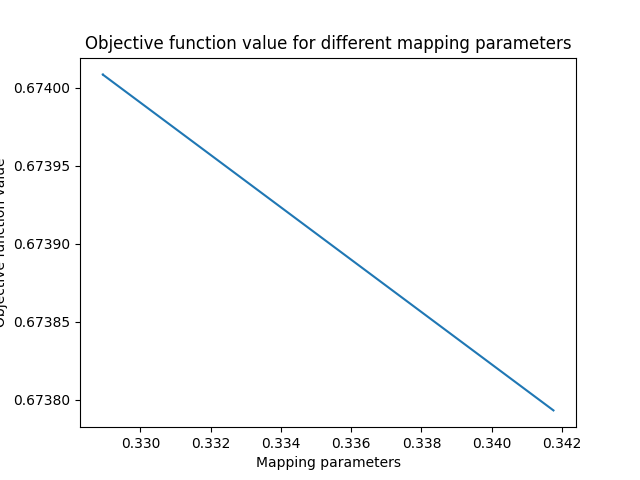 Objective function value for different mapping parameters
0.67400
0.67395
0.67390
0.67385
0.67380
Objective function value
0.330 0.332 0.334 0.336 0.338 0.340 0.342
Mapping parameters